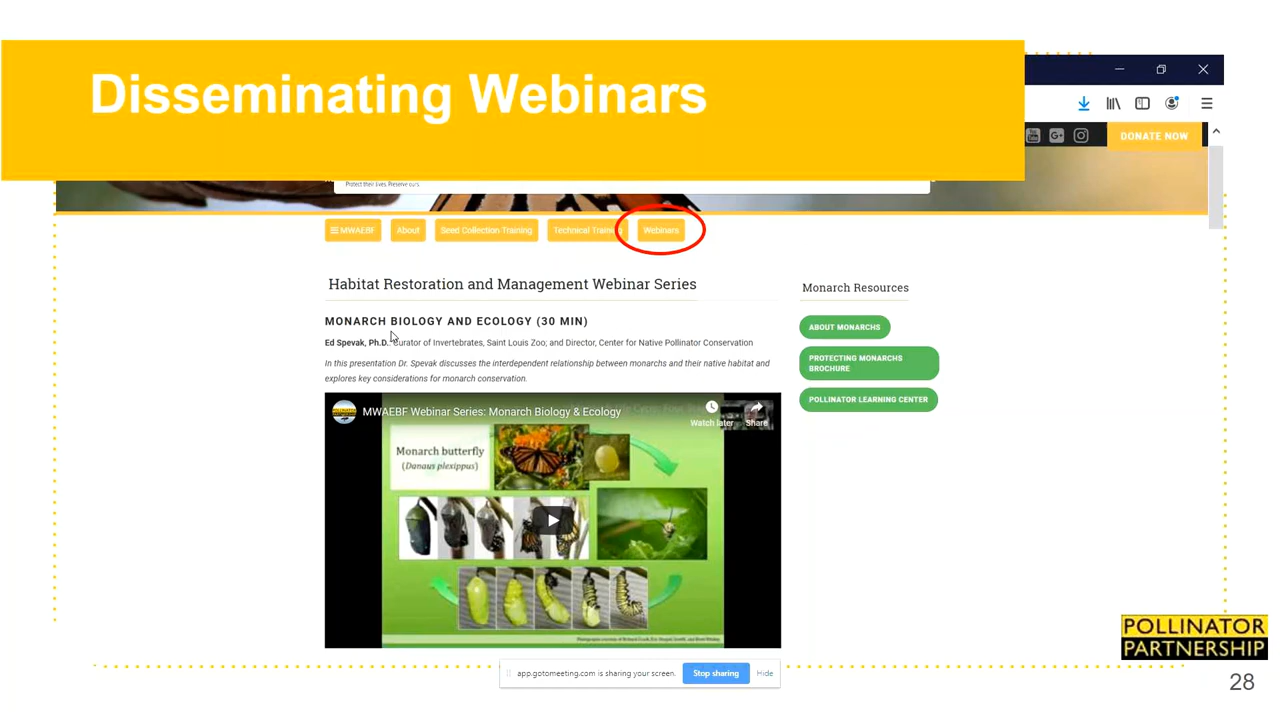 Disseminating Webinars
DONATE NOW
Protect their lives. Preserve ours.
MWAEBF
About
Seed Collection Training
Technical Training
Webinars
Habitat Restoration and Management Webinar Series
MONARCH BIOLOGY AND ECOLOGY (30 MIN)
Ed Spevak, Ph.D.: Curator of Invertebrates, Saint Louis Zoo; and Director, Center for Native Pollinator Conservation
In this presentation Dr. Spevak discusses the interdependent relationship between monarchs and their native habitat and
explores key considerations for monarch conservation.
Monarch Resources
ABOUT MONARCHS
PROTECTING MONARCHS
BROCHURE
POLLINATOR LEARNING CENTER
MWAEBF Webinar Series: Monarch Biology & Ecology
Watch later
Share
Monarch butterfly
(Danaus plexippus)
POLLINATOR
PARTNERSHIP
app.gotomeeting.com is sharing your screen.
Stop sharing
Hide
28